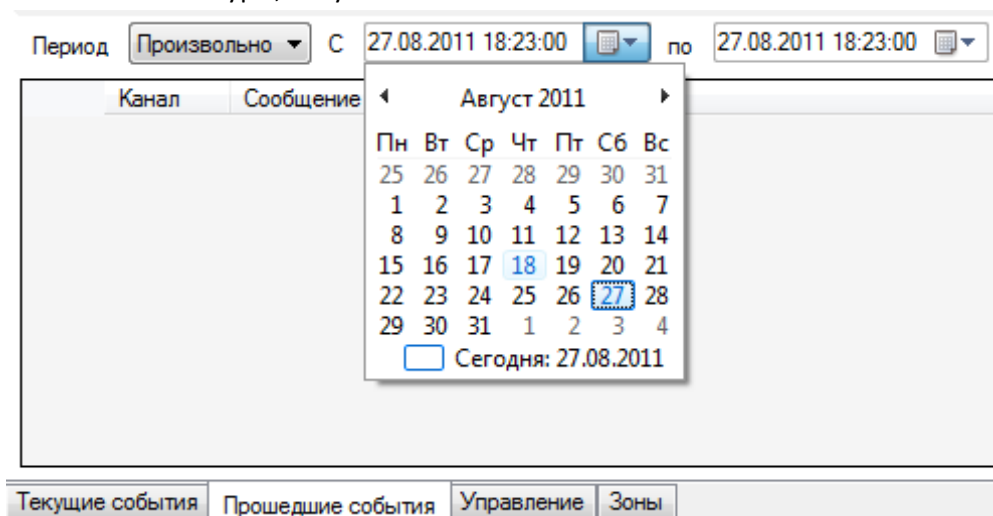 Период Произвольно С 27.08.2011 18:23:00 по 27.08.2011 18:23:00
Канал Сообщение
Август 2011
Пн Вт Ср Чт Пт Сб Вс
25 26 27 28 29 30 31
1 2 3 4 5 6 7
8 9 10 11 12 13 14
15 16 17 18 19 20 21
22 23 24 25 26 27 28
29 30 31 1 2 3 4
Сегодня: 27.08.2011
Текущие события Прошедшие события Управление Зоны